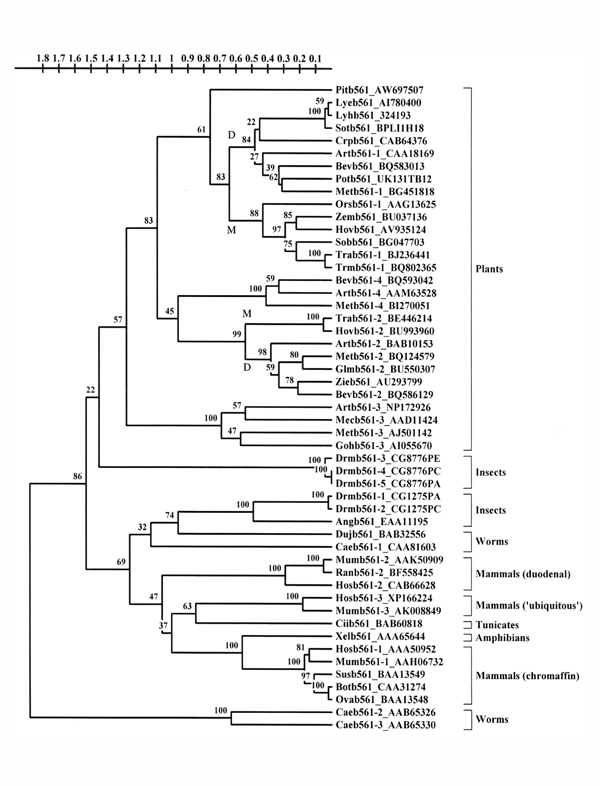 1.8 1.7 1.6 1.5 1.4 1.3 1.2 1.1 1 0.9 0.8 0.7 0.6 0.5 0.4 0.3 0.2 0.1
Pitb561_AW697507
59 Lyeb561_AI780400
Lyhb561_324193
22 100 Sotb561_BPLI1H18
61 D 84 Crpb561_CAB64376
27 Artb561-1_CAA18169
39 Bevb561_BQ583013
83 62 Potb561_UK131TB12
Metb561-1_BG451818
88 Orsb561-1_AAG13625
85 Zemb561_BU037136
83 M 97 Hovb561_AV935124
75 Sobb561_BG047703
100 Trab561-1_BJ236441
Trmb561-1_BQ802365
Plants
59 Bevb561-4_BQ593042
100 Artb561-4_AAM63528
45 M Metb561-4_BI270051
57 100 Trab561-2_BE446214
99 Hovb561-2_BU993960
98 Artb561-2_BAB10153
D 80 Metb561-2_BQ124579
59 Glmb561-2_BU550307
78 Zieb561_AU293799
Bevb561-2_BQ586129
57 Artb561-3_NP172926
100 Mecb561-3_AAD11424
22 47 Metb561-3_AJ501142
Gohb561-3_AI055670
100 Drmb561-3_CG8776PE
100 Drmb561-4_CG8776PC Insects
86 Drmb561-5_CG8776PA
100 Drmb561-1_CG1275PA
100 Drmb561-2_CG1275PC Insects
74 Angb561_EAA11195
32 Dujb561_BAB32556 Worms
Caeb561-1_CAA81603
69 100 Mumb561-2_AAK50909
100 Ranb561-2_BF558425 Mammals (duodenal)
Hosb561-2_CAB66628
47 100 Hosb561-3_XP166224 Mammals ('ubiquitous')
63 Mumb561-3_AK008849
Ciib561_BAB60818 Tunicates
37 Xelb561_AAA65644 Amphibians
100 81 Hosb561-1_AAA50952
100 Mumb561-1_AAH06732
97 Susb561_BAA13549 Mammals (chromaffin)
100 Botb561_CAA31274
Ovab561_BAA13548
100 Caeb561-2_AAB65326 Worms
Caeb561-3_AAB65330